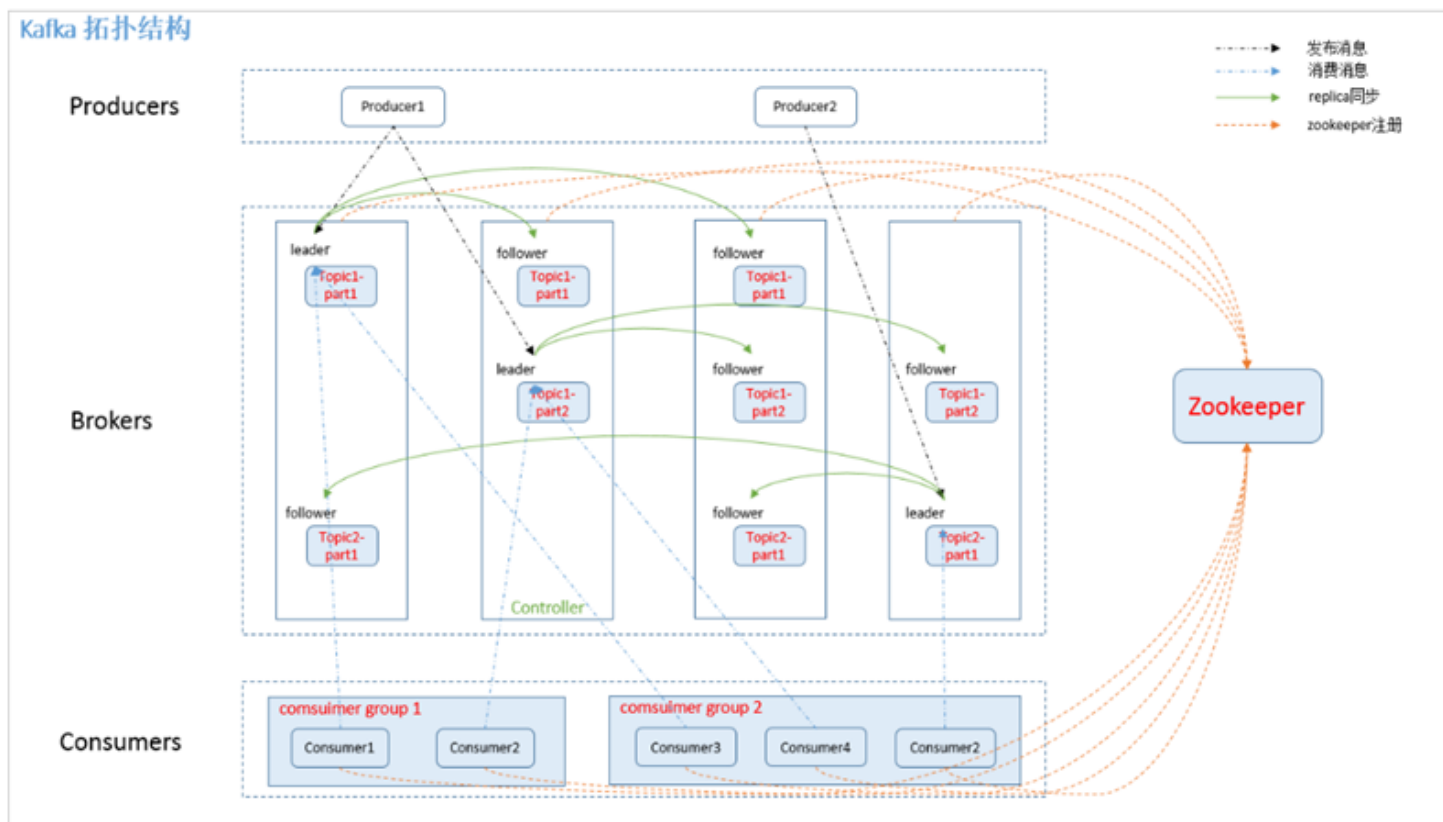 Kafka 拓扑结构
发布消息
消费消息
replica同步
zookeeper注册
Producers
Producer1
Producer2
leader
Topic1-
part1
follower
Topic1-
part1
follower
Topic1-
part1
Brokers
leader
Topic1-
part2
follower
Topic1-
part2
follower
Topic1-
part2
Zookeeper
follower
Topic2-
part1
follower
Topic2-
part1
leader
Topic2-
part1
Controller
Consumers
comsuimer group 1
Consumer1
Consumer2
comsuimer group 2
Consumer3
Consumer4
Consumer2